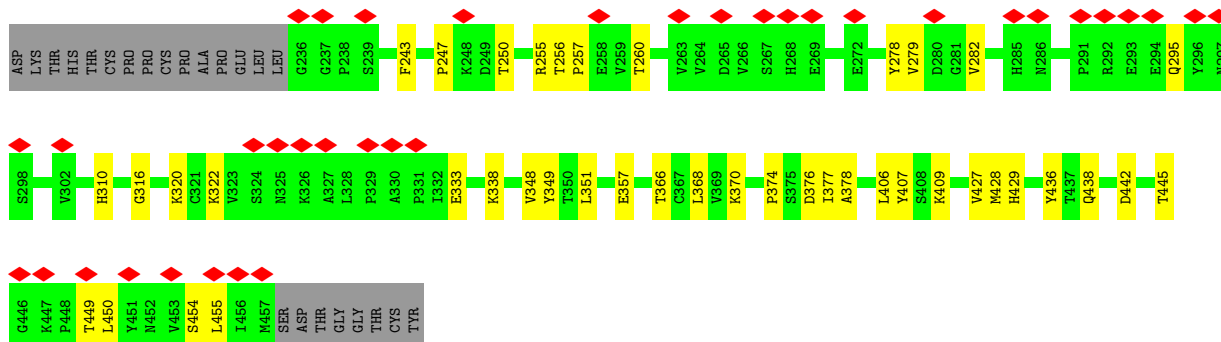 ASP LYS THR HIS THR CYS PRO PRO CYS PRO ALA PRO GLU LEU LEU G236 G237 P238 S239 F243 P247 K248 D249 T250 R255 T256 P257 E258 V259 T260 V263 V264 D265 V266 S267 H268 E269 E272 Y278 V279 D280 G281 V282 H285 N286 P291 R292 E293 E294 Q295 Y296 N297
S298 V302 H310 G316 K320 C321 K322 V323 S324 N325 K326 A327 L328 P329 A330 P331 I332 E333 K338 V348 Y349 T350 L351 E357 T366 C367 L368 V369 K370 P374 S375 D376 I377 A378 L406 Y407 S408 K409 V427 M428 H429 Y436 T437 Q438 D442 T445
G446 K447 P448 T449 L450 Y451 N452 V453 S454 L455 I456 M457 SER ASP THR GLY GLY THR CYS TYR